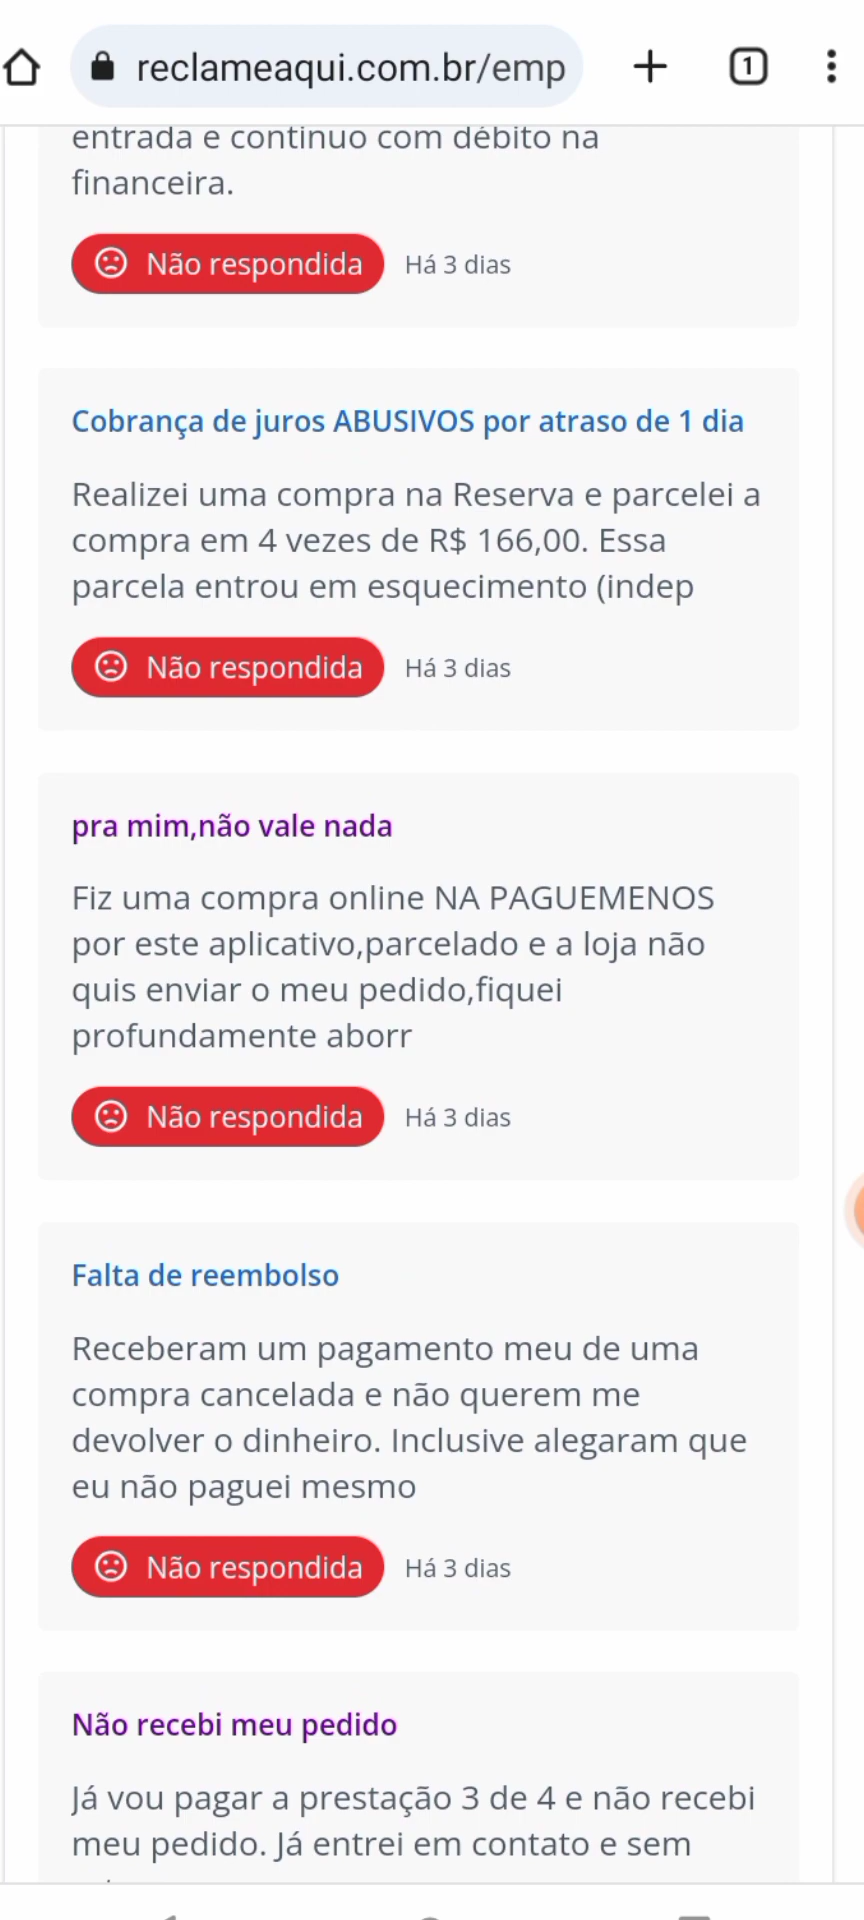 reclameaqui.com.br/emp
1
entrada e continuo com débito na
financeira.
Não respondida Há 3 dias
Cobrança de juros ABUSIVOS por atraso de 1 dia
Realizei uma compra na Reserva e parcelei a
compra em 4 vezes de R$ 166,00. Essa
parcela entrou em esquecimento (indep
Não respondida Há 3 dias
pra mim,não vale nada
Fiz uma compra online NA PAGUEMENOS
por este aplicativo,parcelado e a loja não
quis enviar o meu pedido,fiquei
profundamente aborr
Não respondida Há 3 dias
Falta de reembolso
Receberam um pagamento meu de uma
compra cancelada e não querem me
devolver o dinheiro. Inclusive alegaram que
eu não paguei mesmo
Não respondida Há 3 dias
Não recebi meu pedido
Já vou pagar a prestação 3 de 4 e não recebi
meu pedido. Já entrei em contato e sem